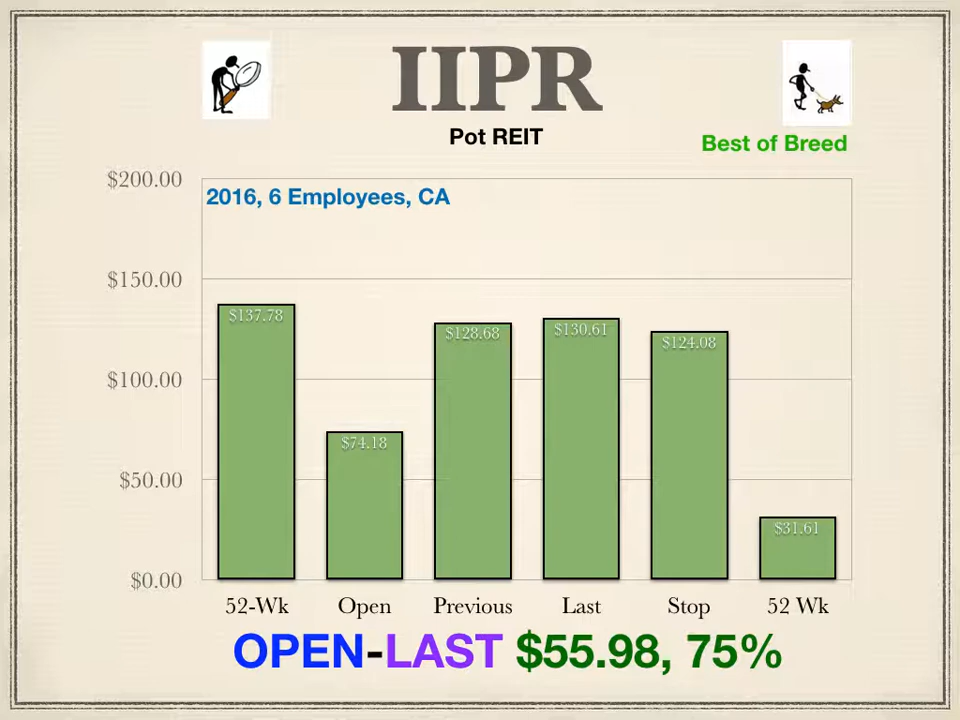 IIPR
Pot REIT
Best of Breed
$200.00
2016, 6 Employees, CA
$150.00
$137.78
$128.68
$130.61
$124.08
$100.00
$74.18
$50.00
$31.61
$0.00
52-Wk Open Previous Last Stop 52 Wk
OPEN-LAST $55.98, 75%